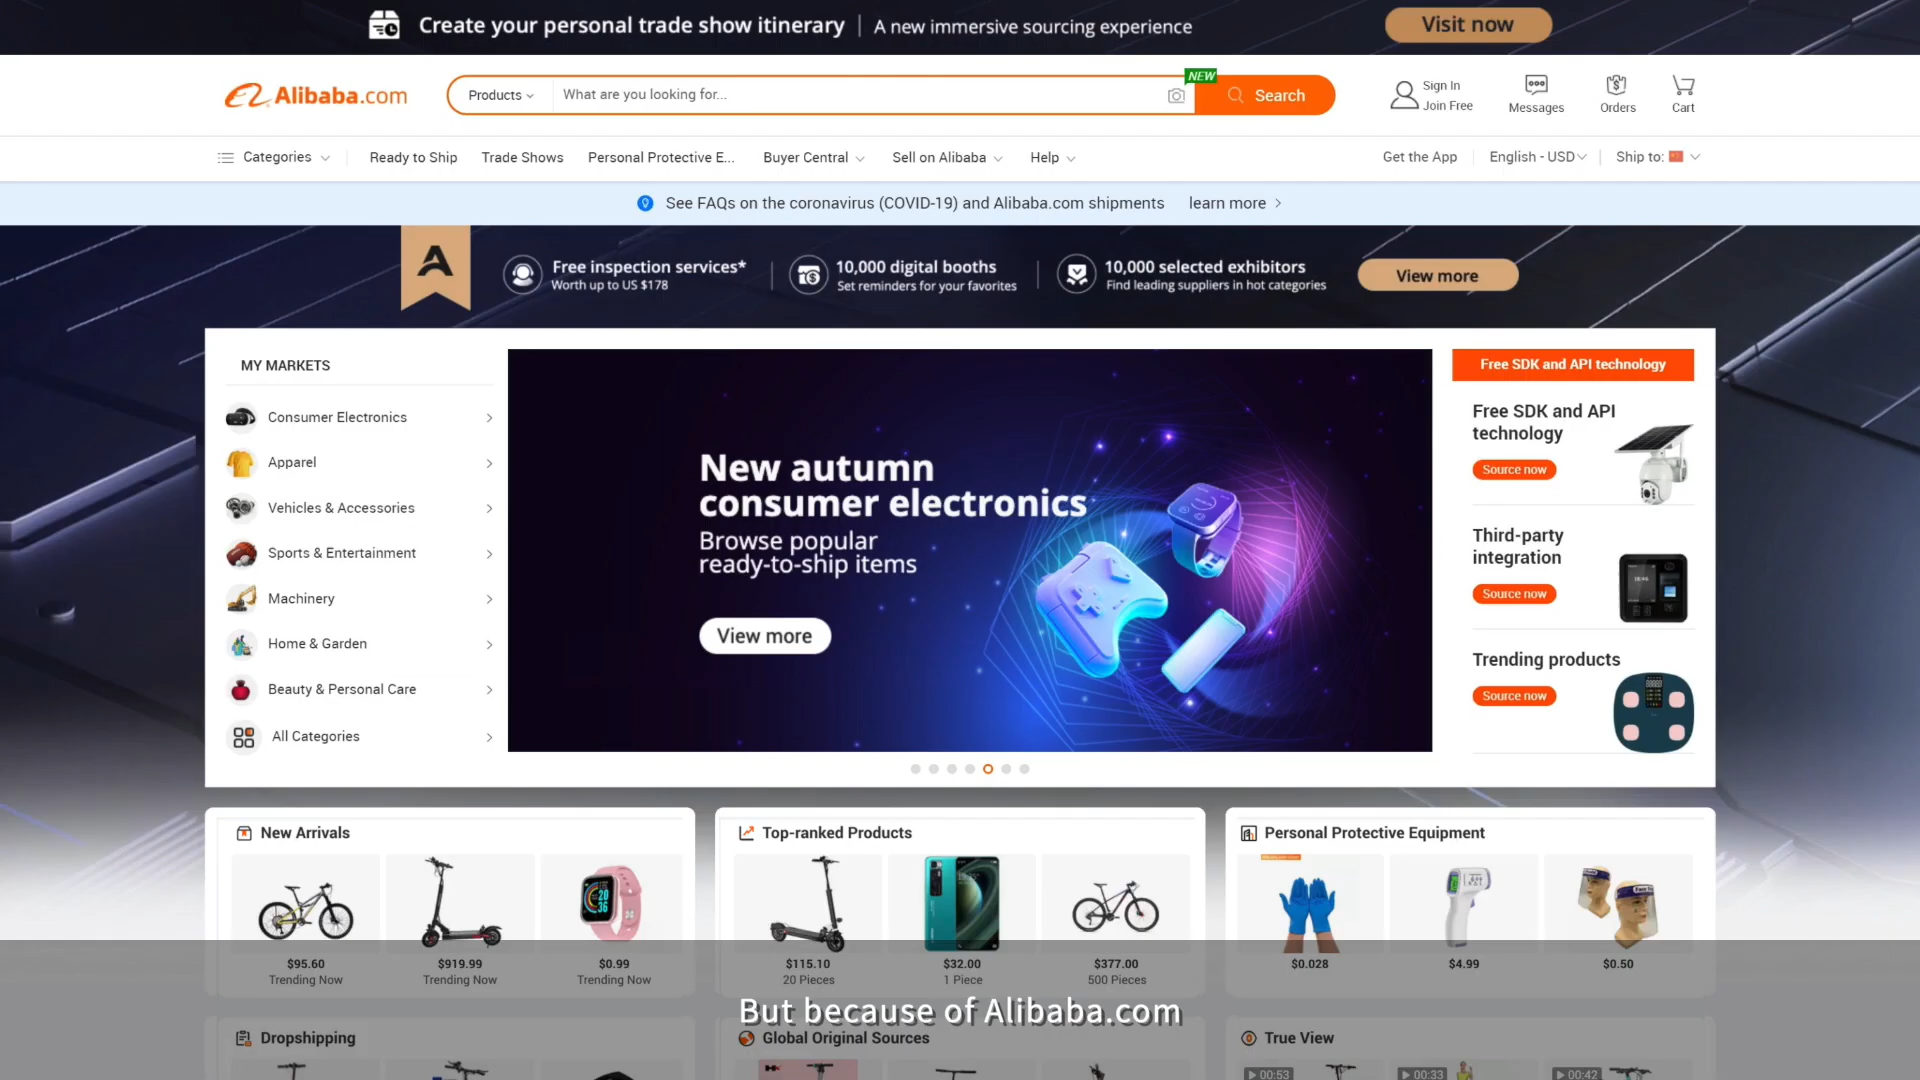 Create your personal trade show itinerary | A new immersive sourcing experience
Visit now
Alibaba.com
Products
What are you looking for...
NEW
Search
Sign In
Join Free
Messages
Orders
Cart
Categories
Ready to Ship
Trade Shows
Personal Protective E...
Buyer Central
Sell on Alibaba
Help
Get the App
English - USD
Ship to:
See FAQs on the coronavirus (COVID-19) and Alibaba.com shipments
learn more
A
Free inspection services*
Worth up to US $178
10,000 digital booths
Set reminders for your favorites
10,000 selected exhibitors
Find leading suppliers in hot categories
View more
MY MARKETS
Consumer Electronics
Apparel
Vehicles & Accessories
Sports & Entertainment
Machinery
Home & Garden
Beauty & Personal Care
All Categories
New autumn
consumer electronics
Browse popular
ready-to-ship items
View more
Free SDK and API technology
Free SDK and API
technology
Source now
Third-party
integration
Source now
Trending products
Source now
New Arrivals
$95.60
Trending Now
$919.99
Trending Now
$0.99
Trending Now
Top-ranked Products
$115.10
20 Pieces
$32.00
1 Piece
$377.00
500 Pieces
Personal Protective Equipment
$0.028
$4.99
$0.50
But because of Alibaba.com
Dropshipping
Global Original Sources
True View
00:53
00:33
00:42